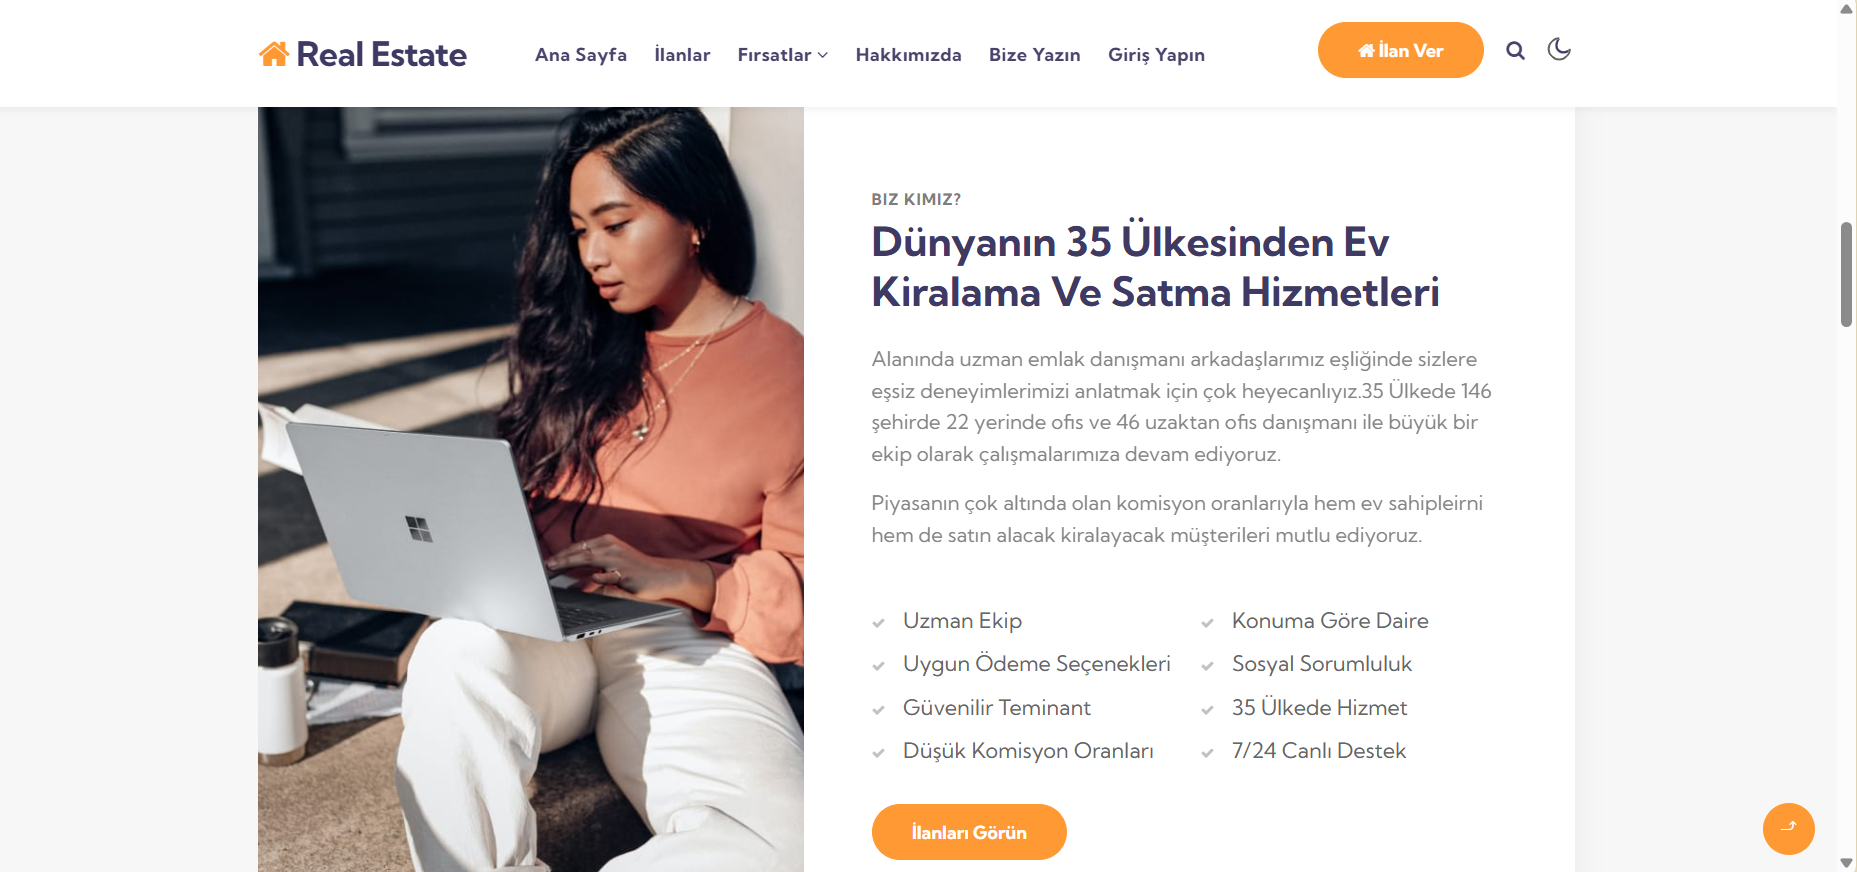 Real Estate
Ana Sayfa
İlanlar
Fırsatlar
Hakkımızda
Bize Yazın
Giriş Yapın
İlan Ver
BIZ KIMIZ?
Dünyanın 35 Ülkesinden Ev
Kiralama Ve Satma Hizmetleri
Alanında uzman emlak danışmanı arkadaşlarımız eşliğinde sizlere
eşsiz deneyimlerimizi anlatmak için çok heyecanlıyız.35 Ülkede 146
şehirde 22 yerinde ofis ve 46 uzaktan ofis danışmanı ile büyük bir
ekip olarak çalışmalarımıza devam ediyoruz.
Piyasanın çok altında olan komisyon oranlarıyla hem ev sahipleirni
hem de satın alacak kiralayacak müşterileri mutlu ediyoruz.
Uzman Ekip
Uygun Ödeme Seçenekleri
Güvenilir Teminant
Düşük Komisyon Oranları
Konuma Göre Daire
Sosyal Sorumluluk
35 Ülkede Hizmet
7/24 Canlı Destek
İlanları Görün